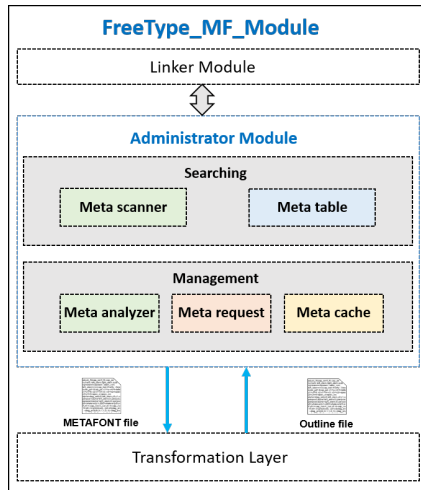 FreeType_MF_Module
Linker Module
Administrator Module
Searching
Meta scanner
Meta table
Management
Meta analyzer
Meta request
Meta cache
METAFONT file
Outline file
Transformation Layer